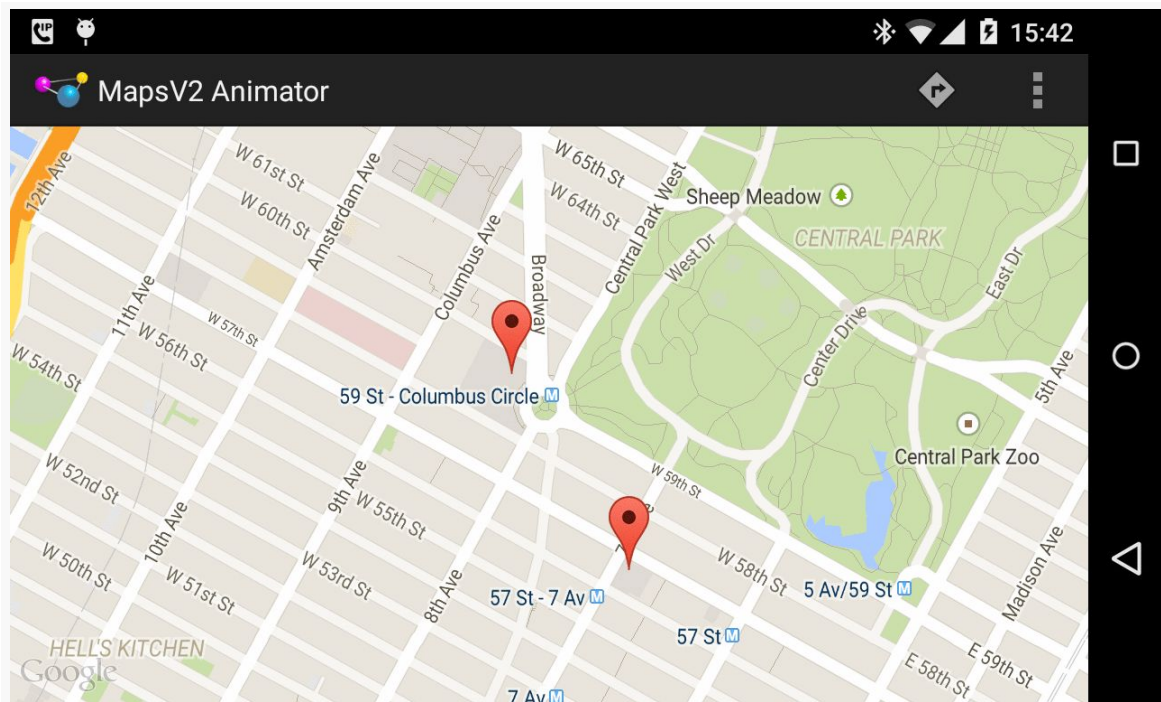 15:42
MapsV2 Animator
12th Ave
W 61st St
Amsterdam Ave
W 65th St
Central Park West
Sheep Meadow
W 60th St
W 64th St
CENTRAL PARK
Columbus Ave
Broadway
West Dr
East Dr
11th Ave
W 57th St
W 56th St
Center Drive
W 54th St
5th Ave
59 St - Columbus Circle M
Central Park Zoo
W 52nd St
9th Ave
W 59th St
W 55th St
10th Ave
W 50th St
W 51st St
W 53rd St
8th Ave
W 58th St
Madison Ave
57 St - 7 Av M
5 Av/59 St M
57 St M
HELL'S KITCHEN
Google
E 58th St
E 59th St
7 Av M